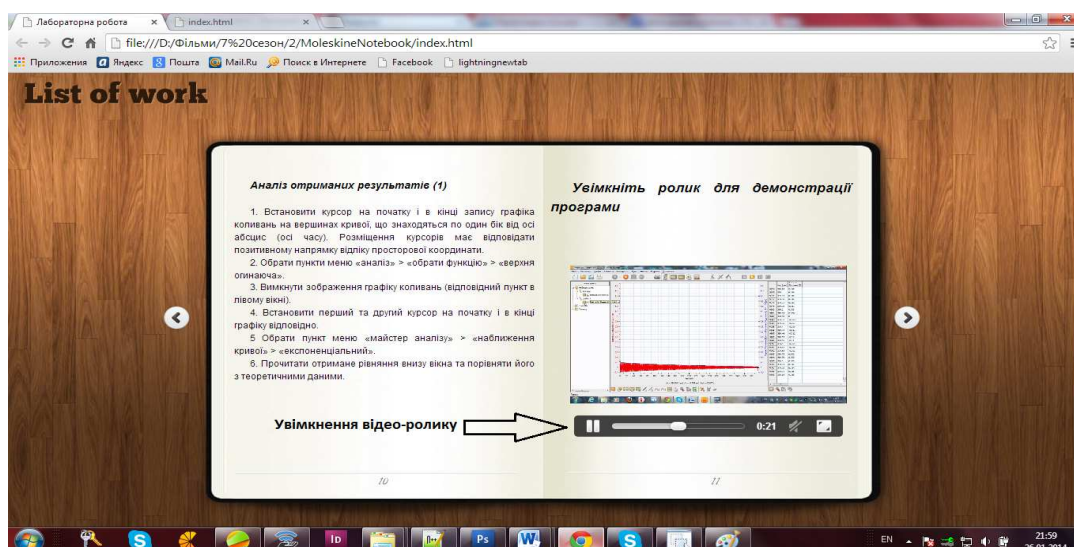 Лабораторна робота
index.html
file:///D:/Фільми/7%20сезон/2/MoleskineNotebook/index.html
Приложения Яндекс Пошта Mail.Ru Поиск в Интернете Facebook lightningnewtab
List of work
Аналіз отриманих результатів (1)
1. Встановити курсор на початку і в кінці запису графіка
коливань на вершинах кривої, що знаходяться по один бік від осі
абсцис (осі часу). Розміщення курсорів має відповідати
позитивному напрямку відліку просторової координати.
2. Обрати пункти меню «аналіз» > «обрати функцію» > «верхня
огинаюча».
3. Вимкнути зображення графіку коливань (відповідний пункт в
лівому вікні).
4. Встановити перший та другий курсор на початку і в кінці
графіку відповідно.
5 Обрати пункт меню «майстер аналізу» > «наближення
кривої» > «експоненціальний».
6. Прочитати отримане рівняння внизу вікна та порівняти його
з теоретичними даними.
Увімкнення відео-ролику
10
Увімкніть ролик для демонстрації
програми
0:21
11
EN
21:59
26.01.2014